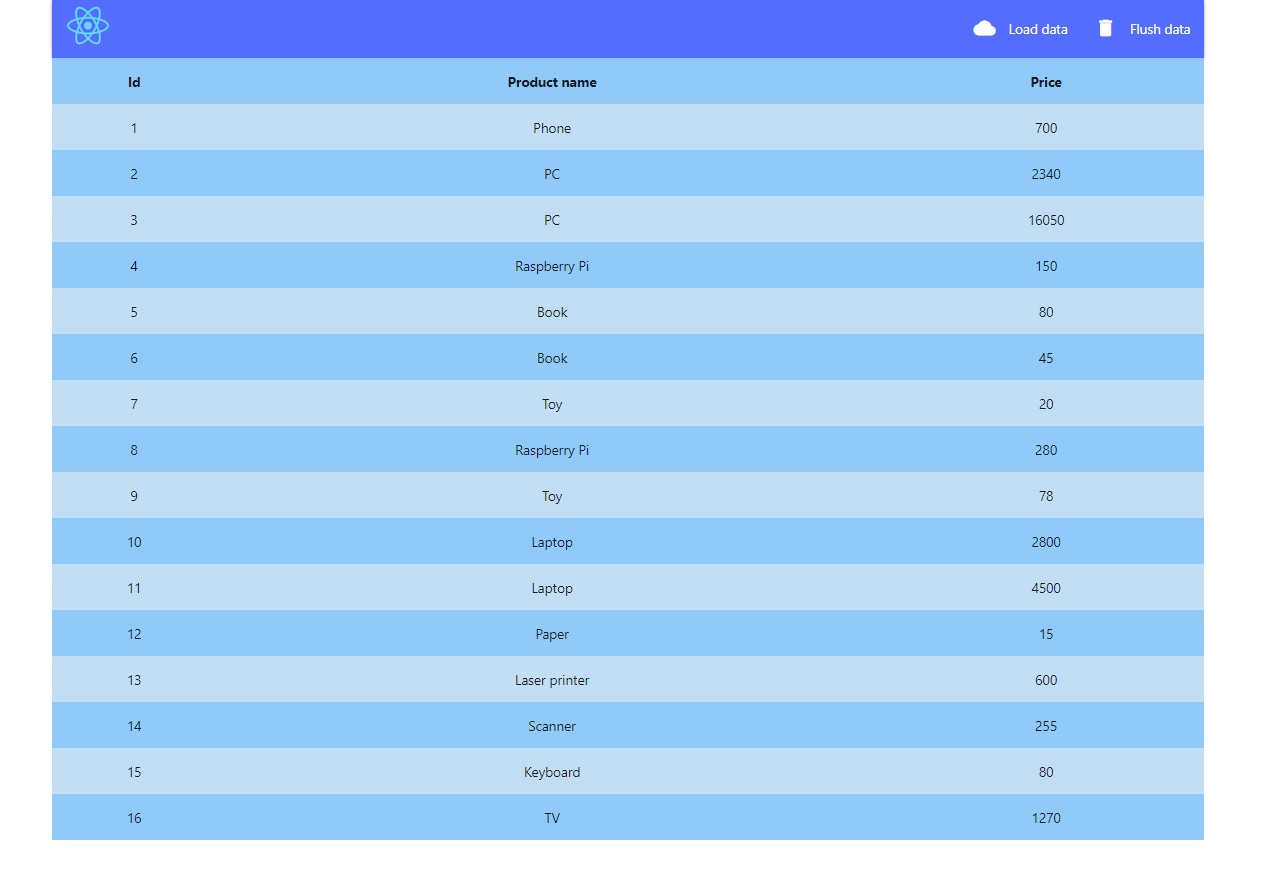 Load data Flush data
Id Product name Price
1 Phone 700
2 PC 2340
3 PC 16050
4 Raspberry Pi 150
5 Book 80
6 Book 45
7 Toy 20
8 Raspberry Pi 280
9 Toy 78
10 Laptop 2800
11 Laptop 4500
12 Paper 15
13 Laser printer 600
14 Scanner 255
15 Keyboard 80
16 TV 1270